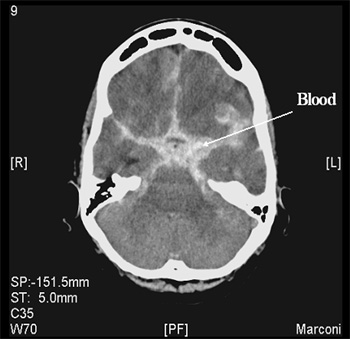 9
Blood
[R]
[L]
SP:-151.5mm
ST: 5.0mm
C35
W70
[PF]
Marconi